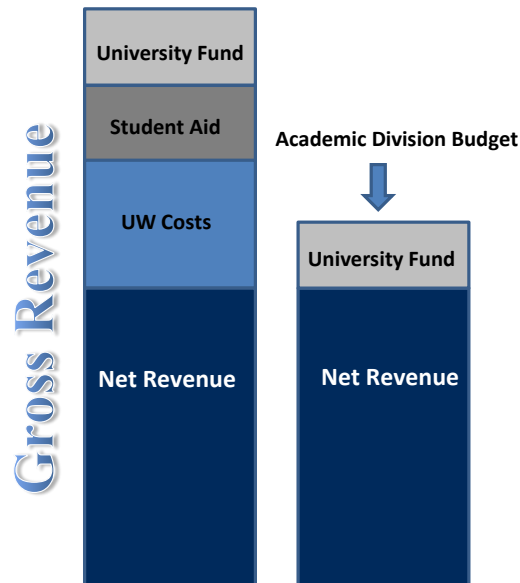 Gross Revenue
University Fund
Student Aid
UW Costs
Net Revenue
Academic Division Budget
University Fund
Net Revenue